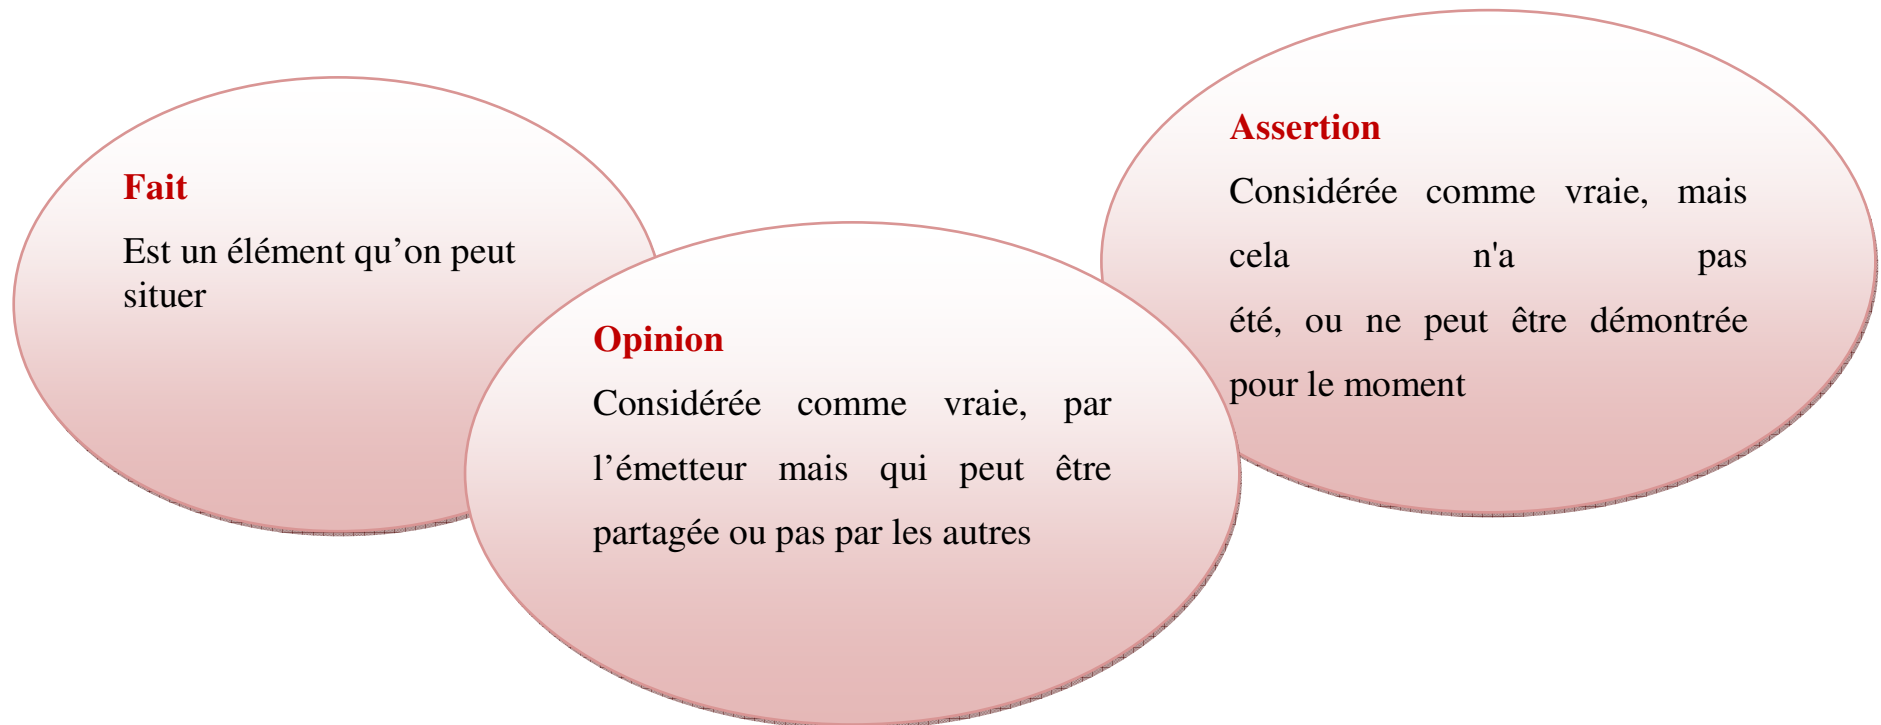 Fait
Est un élément qu’on peut
situer
Opinion
Considérée comme vraie, par
l’émetteur mais qui peut être
partagée ou pas par les autres
Assertion
Considérée comme vraie, mais
cela n'a pas
été, ou ne peut être démontrée
pour le moment